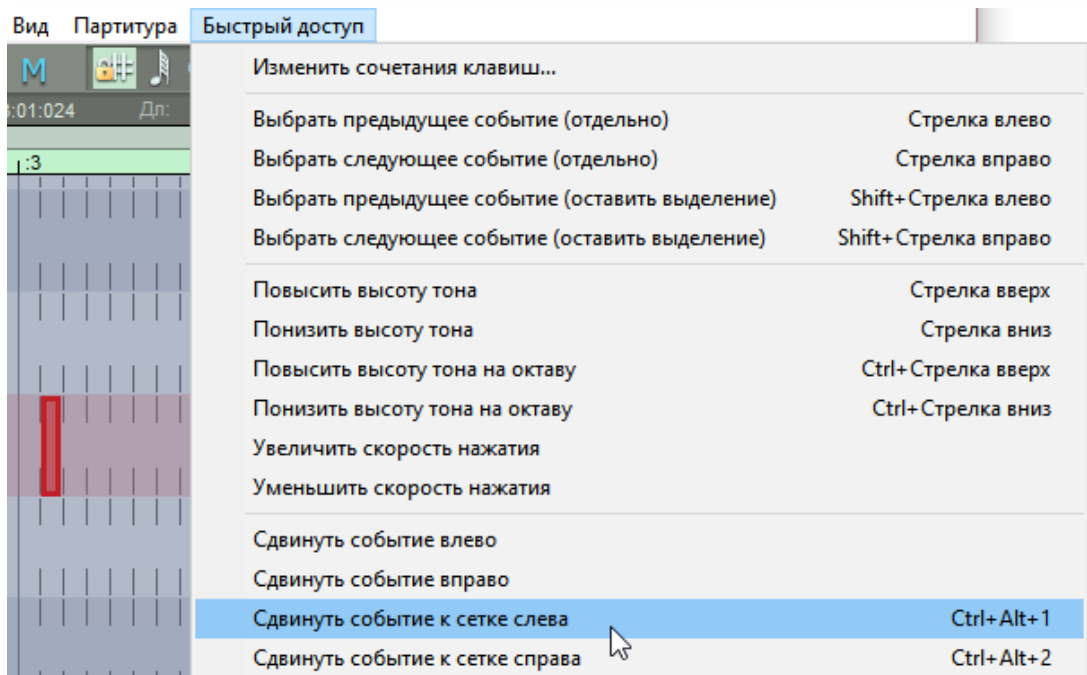 Вид Партитура Быстрый доступ
M
:01:024 Дл:
:3
Изменить сочетания клавиш...
Выбрать предыдущее событие (отдельно) Стрелка влево
Выбрать следующее событие (отдельно) Стрелка вправо
Выбрать предыдущее событие (оставить выделение) Shift+Стрелка влево
Выбрать следующее событие (оставить выделение) Shift+Стрелка вправо
Повысить высоту тона Стрелка вверх
Понизить высоту тона Стрелка вниз
Повысить высоту тона на октаву Ctrl+Стрелка вверх
Понизить высоту тона на октаву Ctrl+Стрелка вниз
Увеличить скорость нажатия
Уменьшить скорость нажатия
Сдвинуть событие влево
Сдвинуть событие вправо
Сдвинуть событие к сетке слева Ctrl+Alt+1
Сдвинуть событие к сетке справа Ctrl+Alt+2